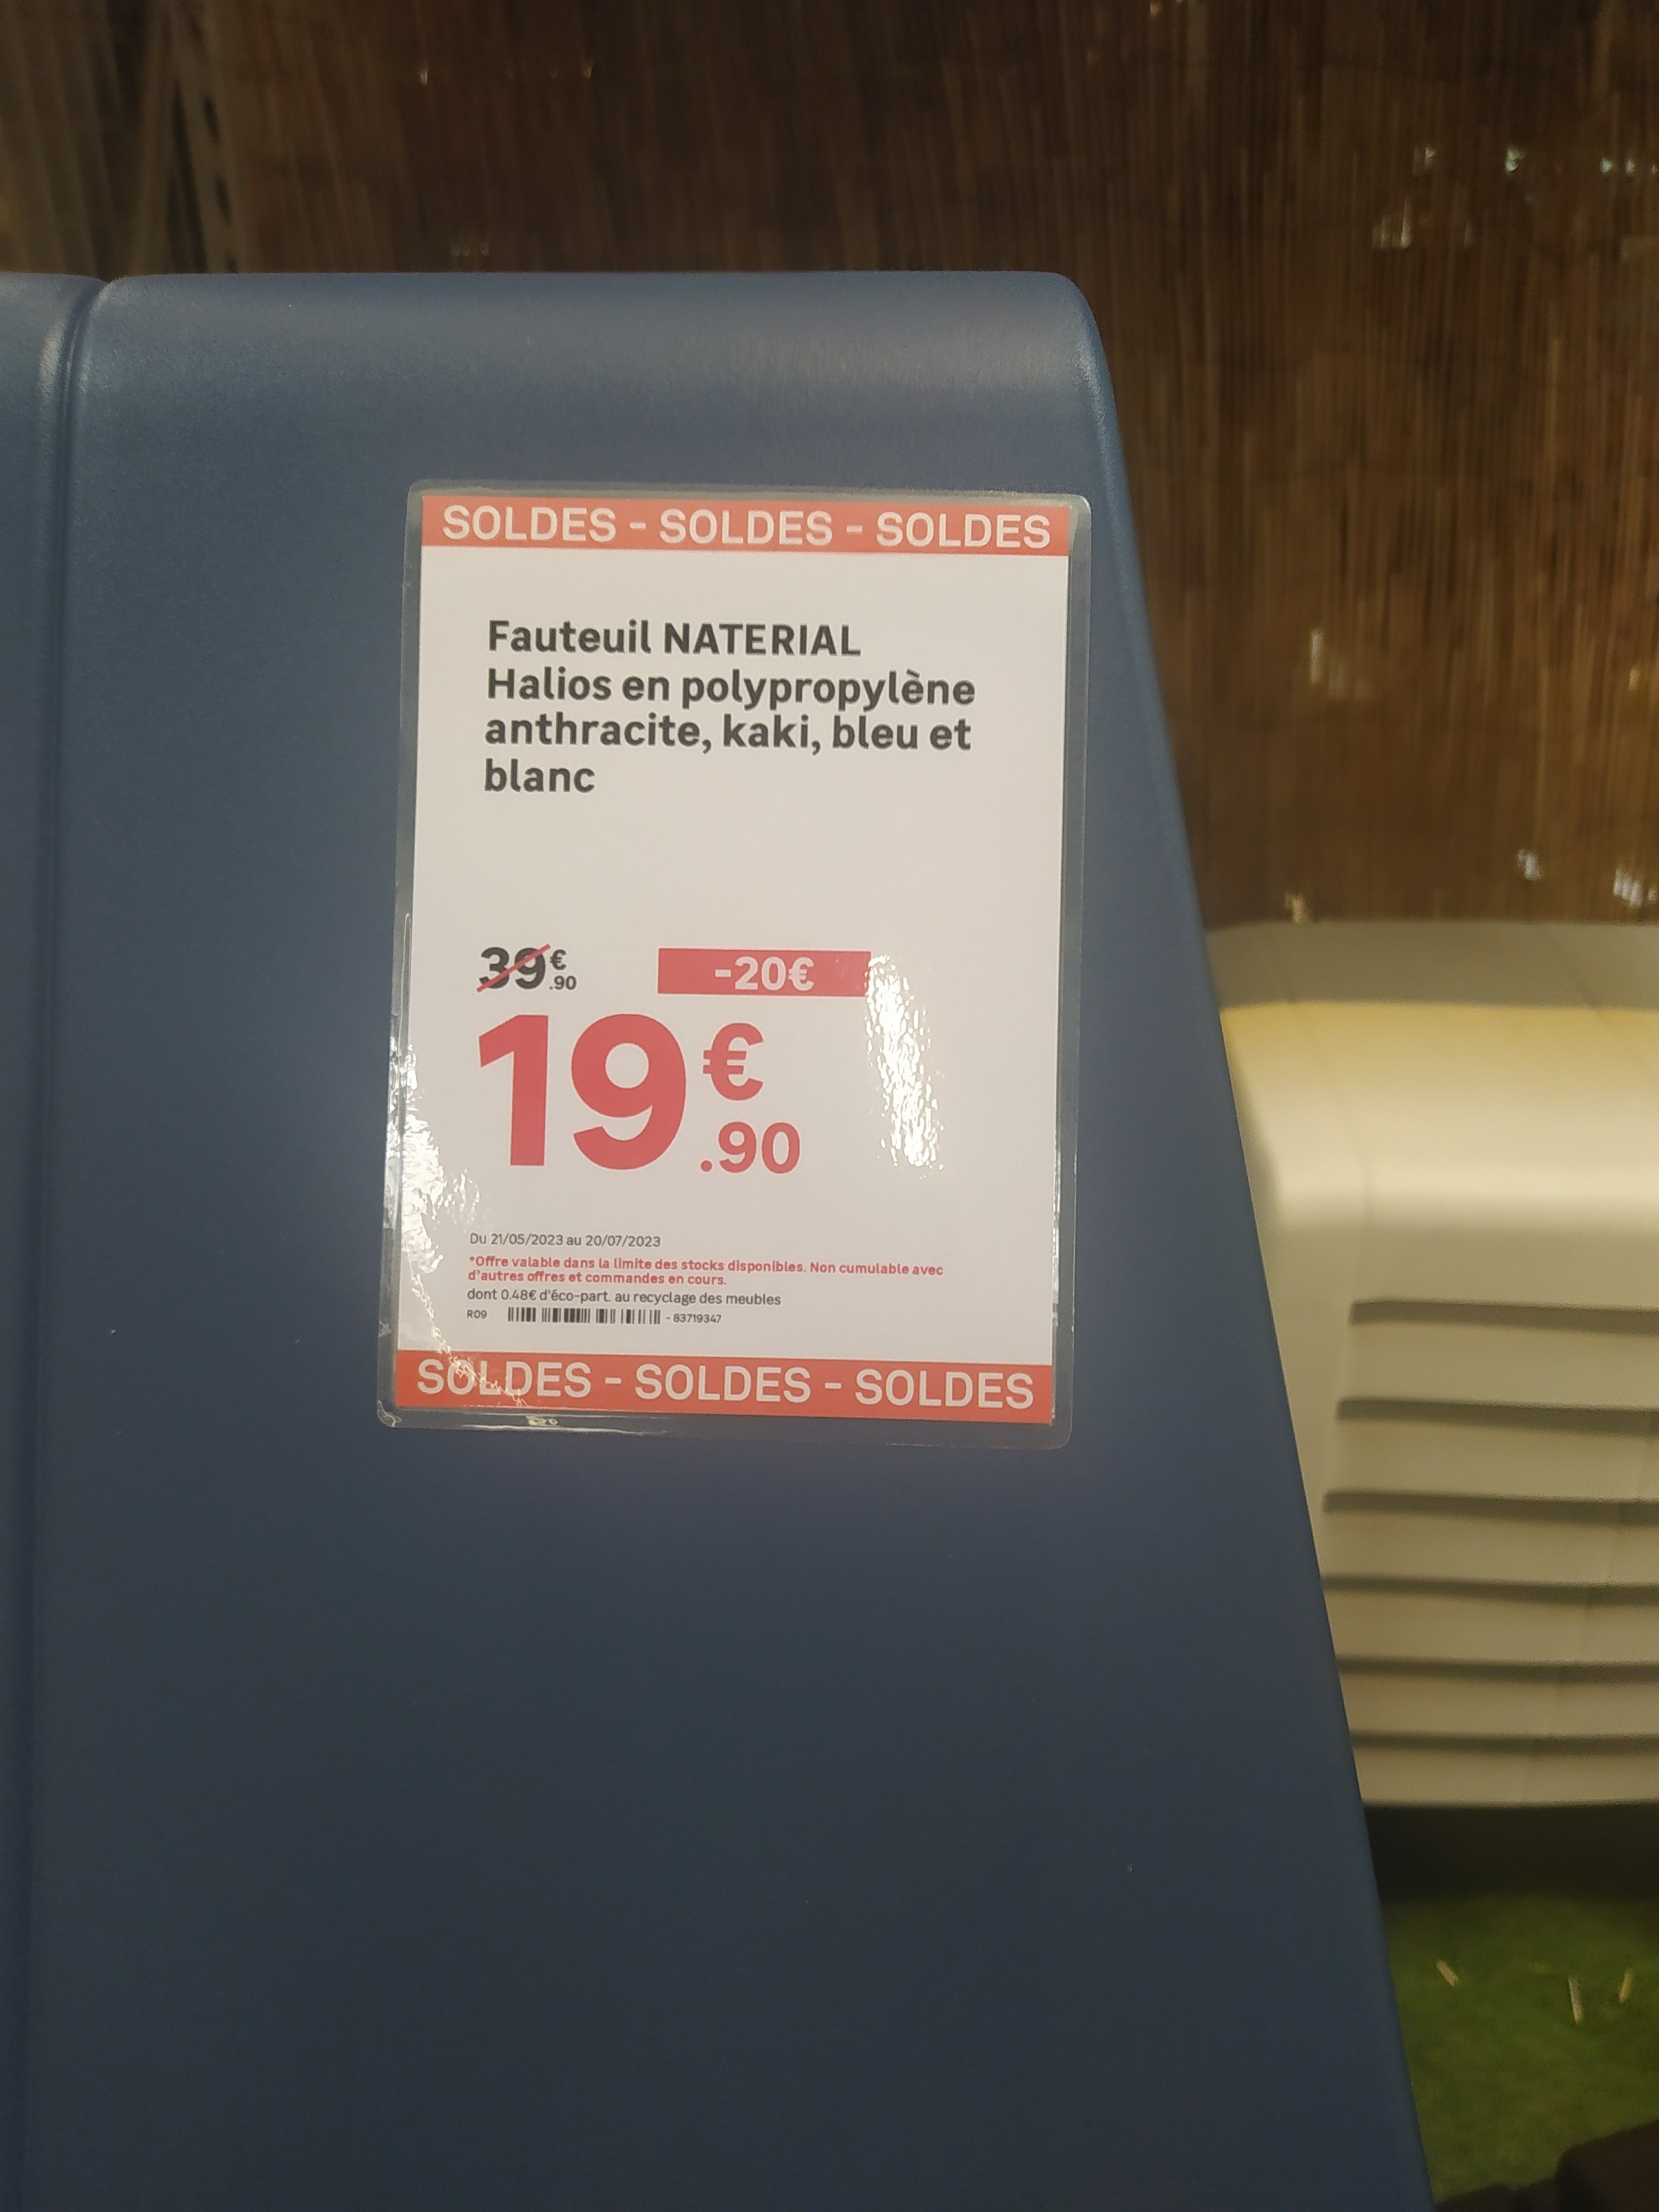 SOLDES - SOLDES - SOLDES
Fauteuil NATERIAL
Halios en polypropylène
anthracite, kaki, bleu et
blanc
39€.90 -20€
19€.90
Du 21/05/2023 au 20/07/2023
*Offre valable dans la limite des stocks disponibles. Non cumulable avec
d'autres offres et commandes en cours.
dont 0.48€ d'éco-part. au recyclage des meubles
R09 - 83719347
SOLDES - SOLDES - SOLDES